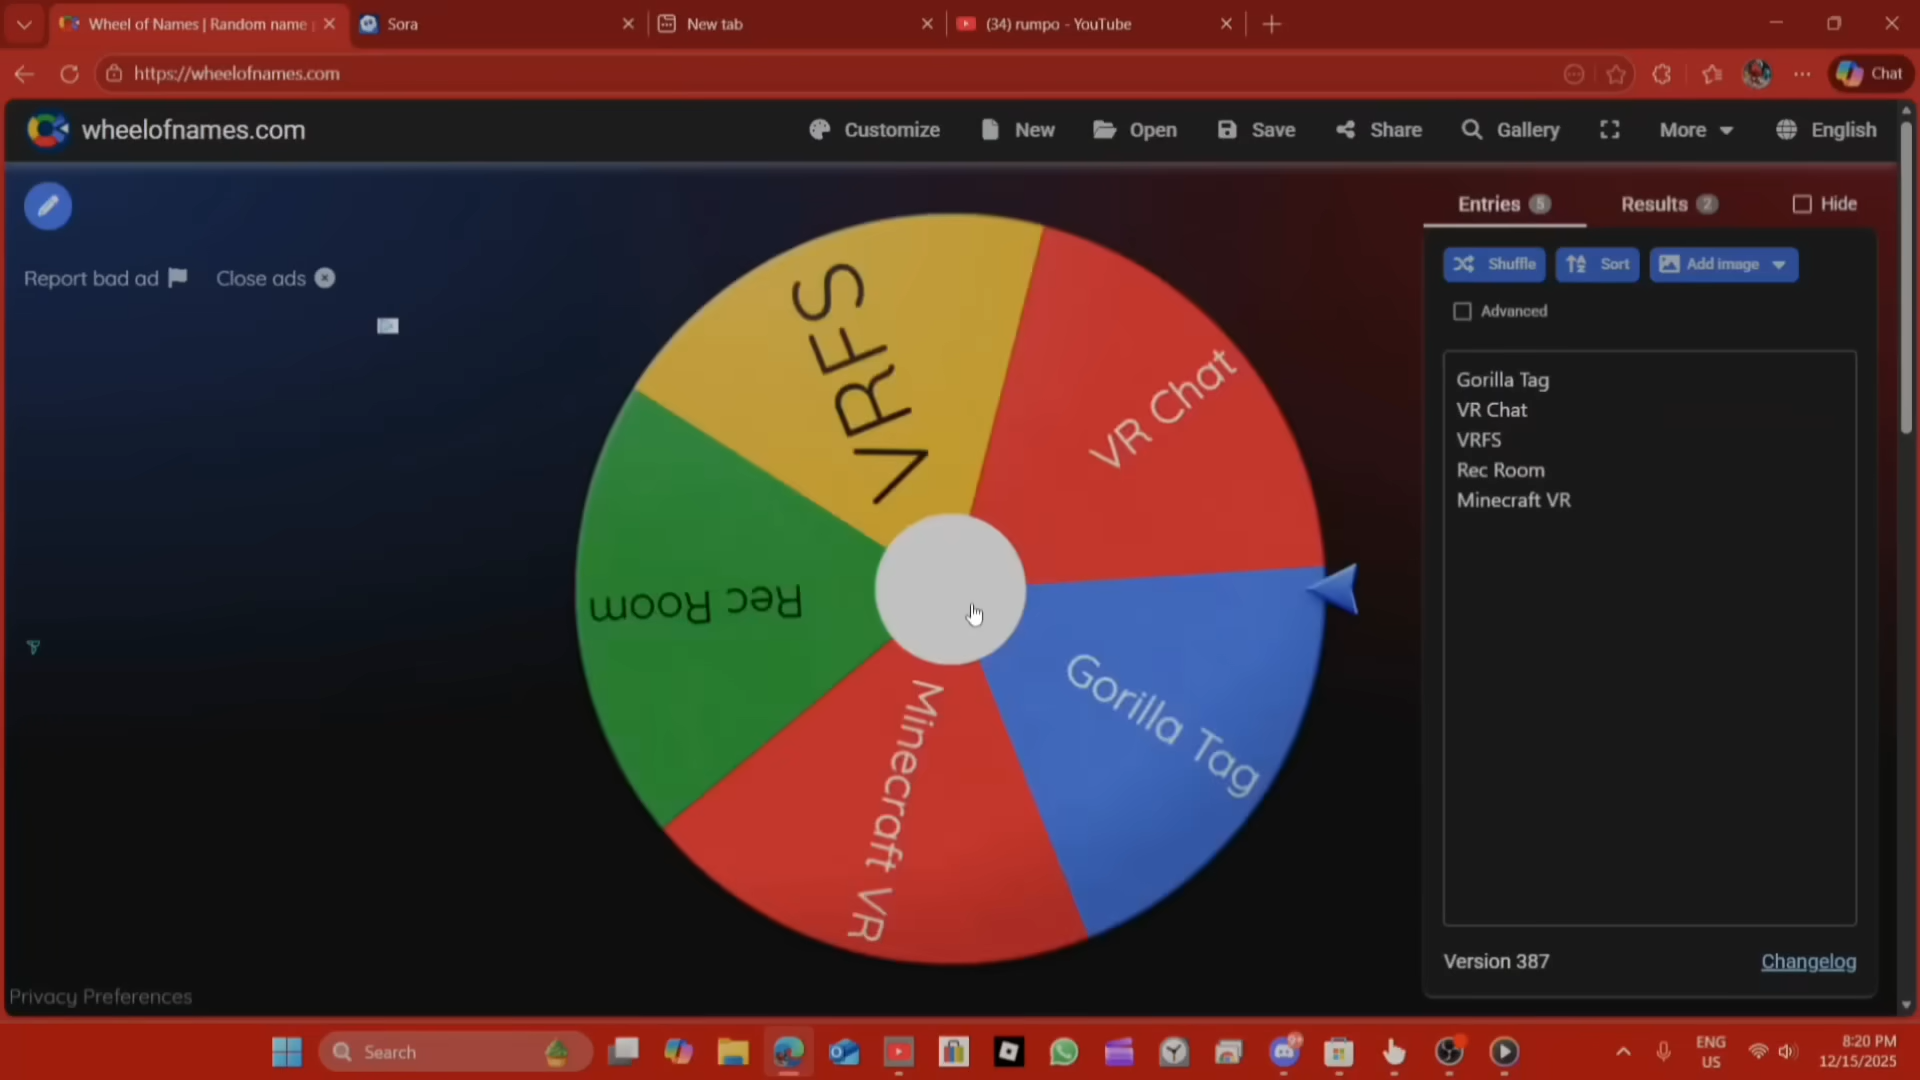 Wheel of Names | Random name
Sora
New tab
(34) rumpo - YouTube
https://wheelofnames.com
Chat
wheelofnames.com
Customize
New
Open
Save
Share
Gallery
More
English
Report bad ad
Close ads
Entries 5
Results 2
Hide
Shuffle
Sort
Add image
Advanced
Gorilla Tag
VR Chat
VRFS
Rec Room
Minecraft VR
VRFS
VR Chat
Rec Room
Gorilla Tag
Minecraft VR
Version 387
Changelog
Privacy Preferences
Search
ENG
US
8:20 PM
12/15/2025